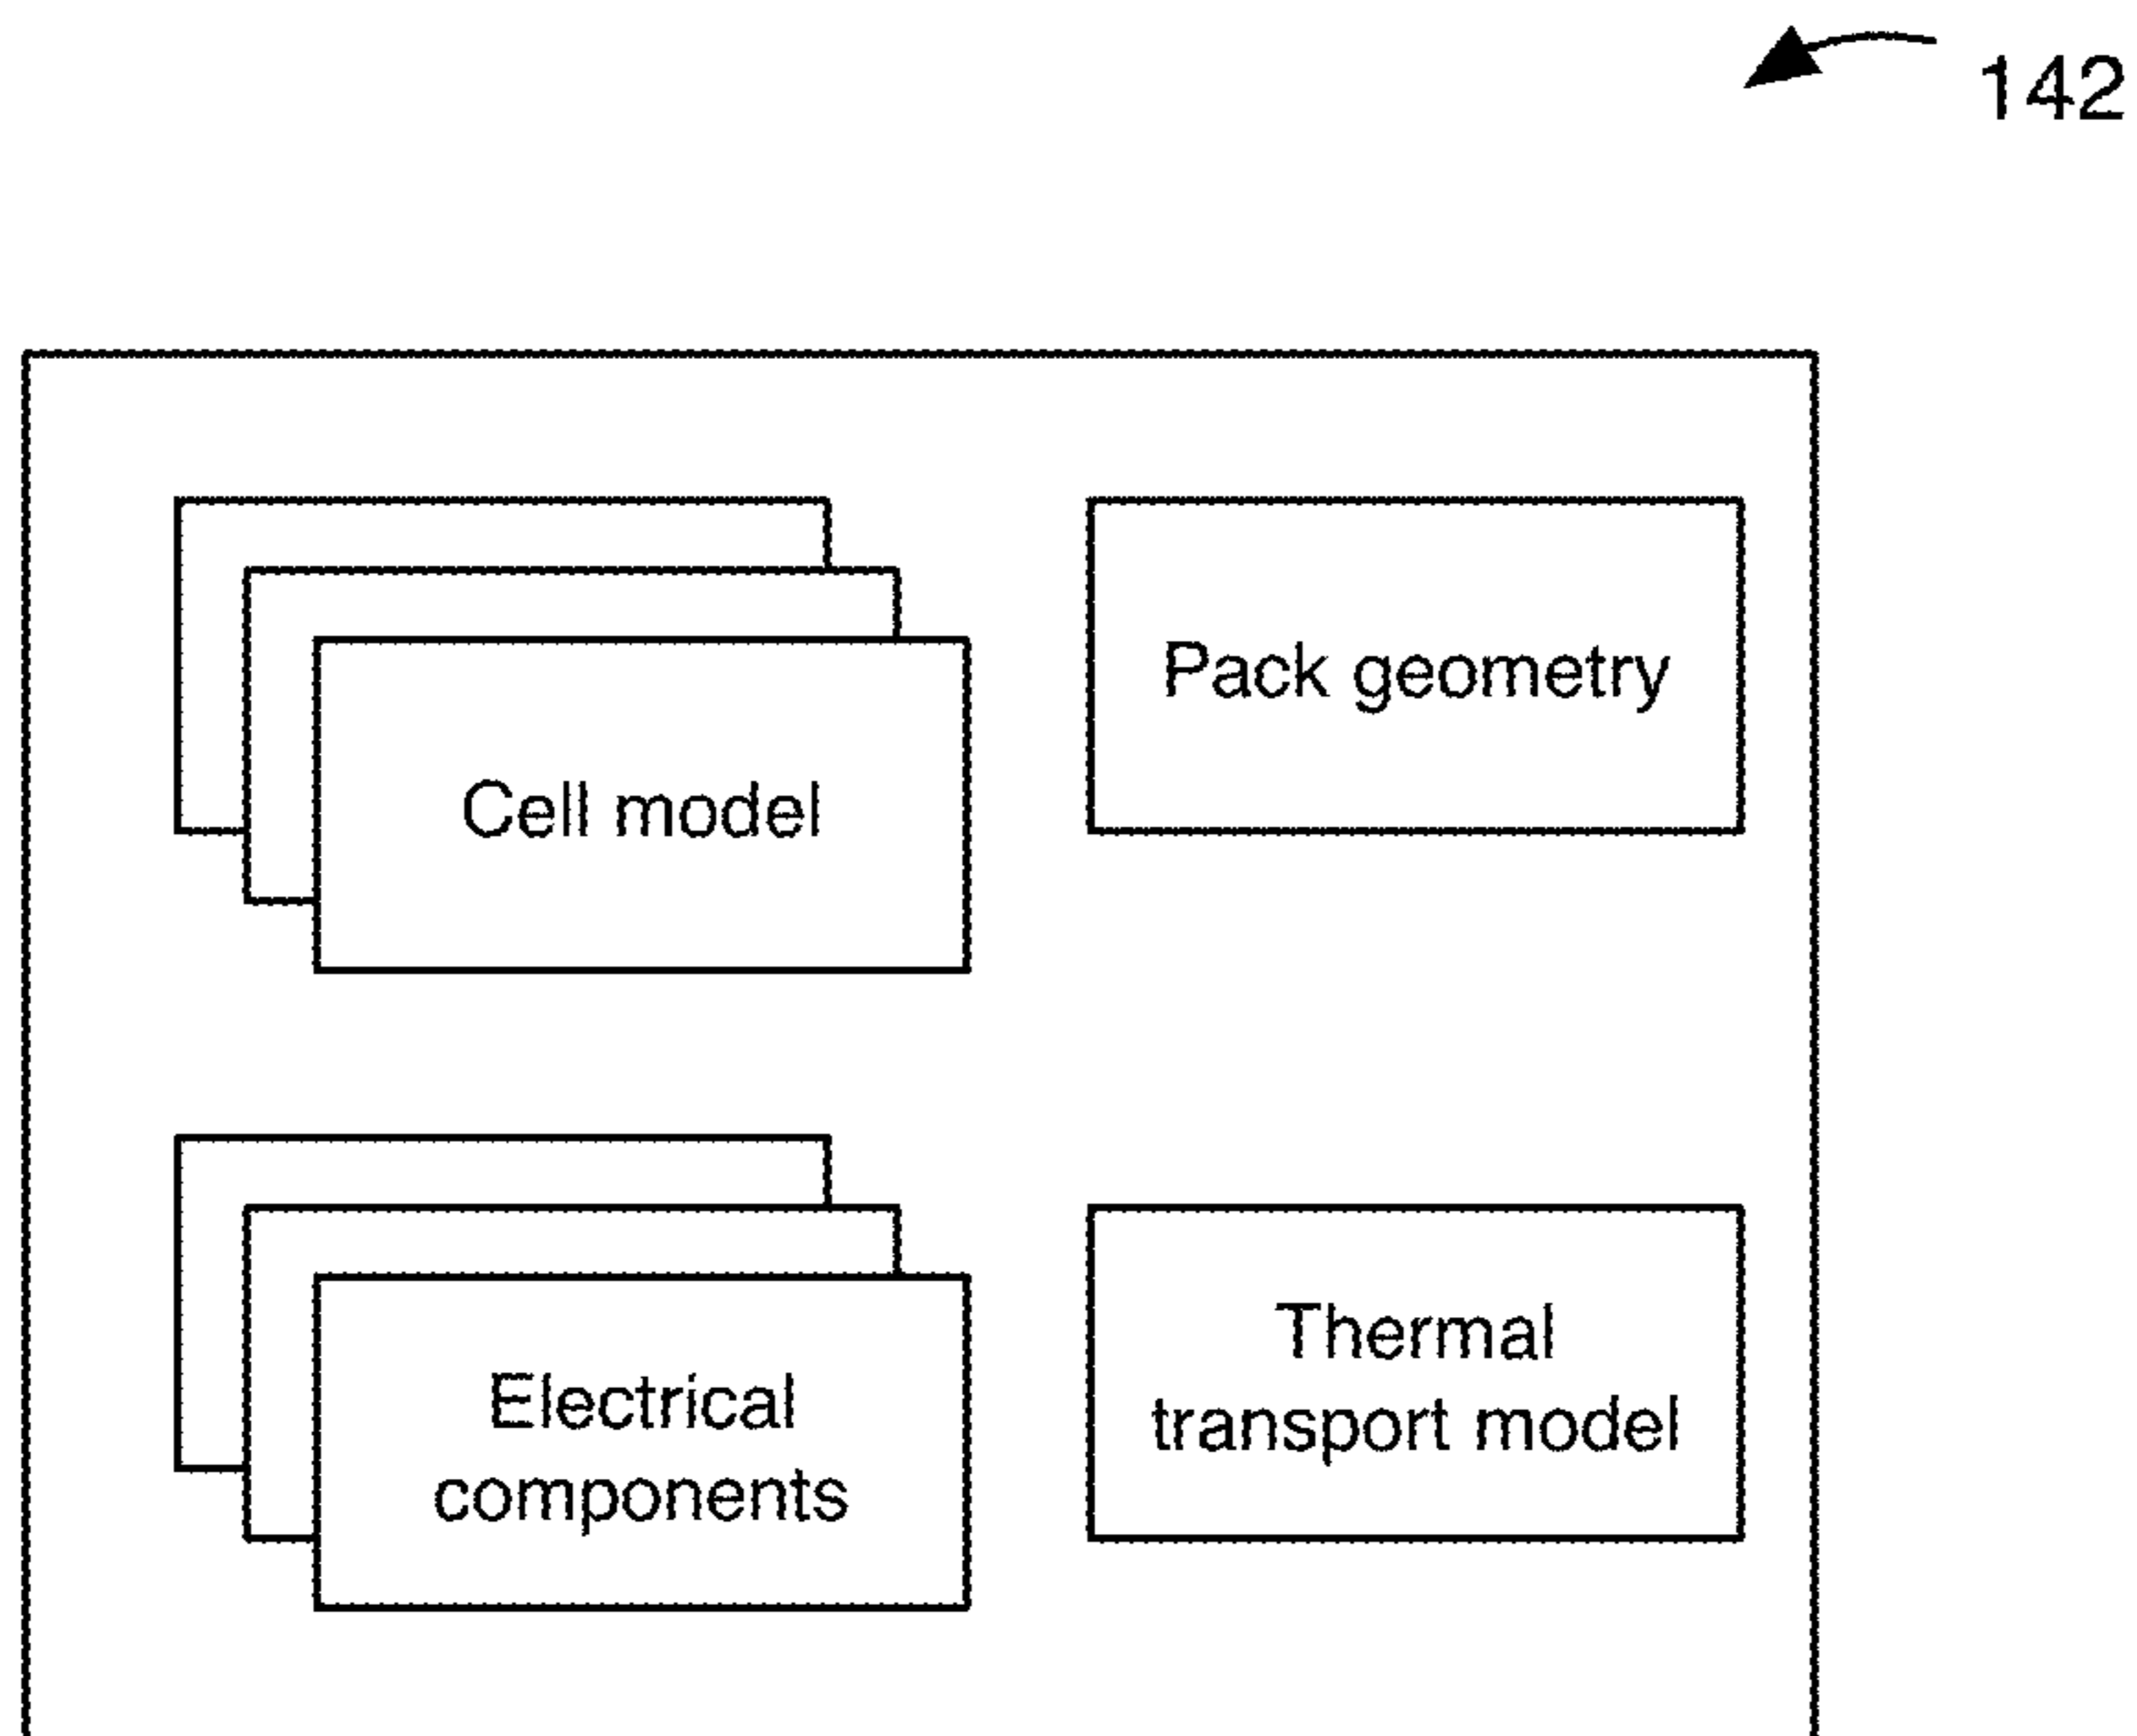 142
Cell model
Pack geometry
Electrical
components
Thermal
transport model